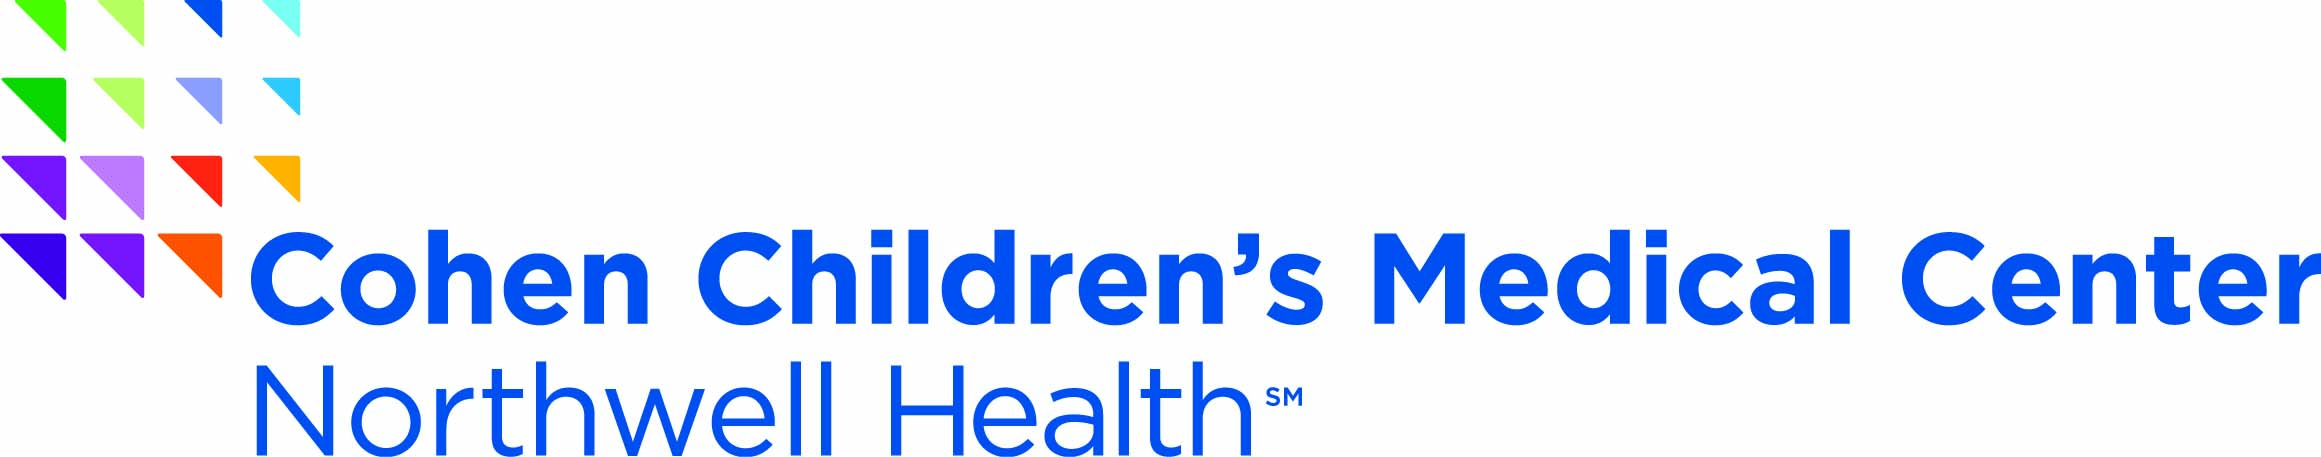 Cohen Children’s Medical Center
Northwell Health℠